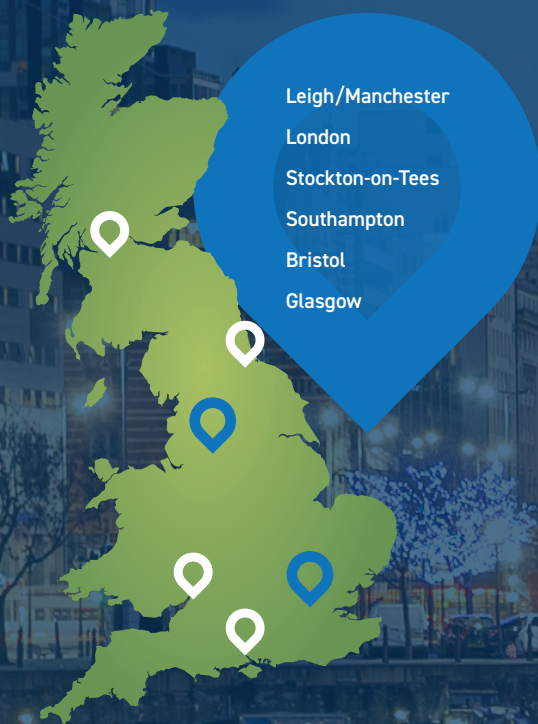 Leigh/Manchester
London
Stockton-on-Tees
Southampton
Bristol
Glasgow